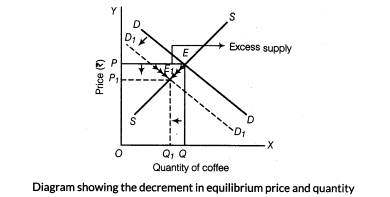 Y
D
S
D₁
Excess supply
E
P
E₁
P₁
Price (₹)
S
D
D₁
O
Q₁ Q
X
Quantity of coffee
Diagram showing the decrement in equilibrium price and quantity